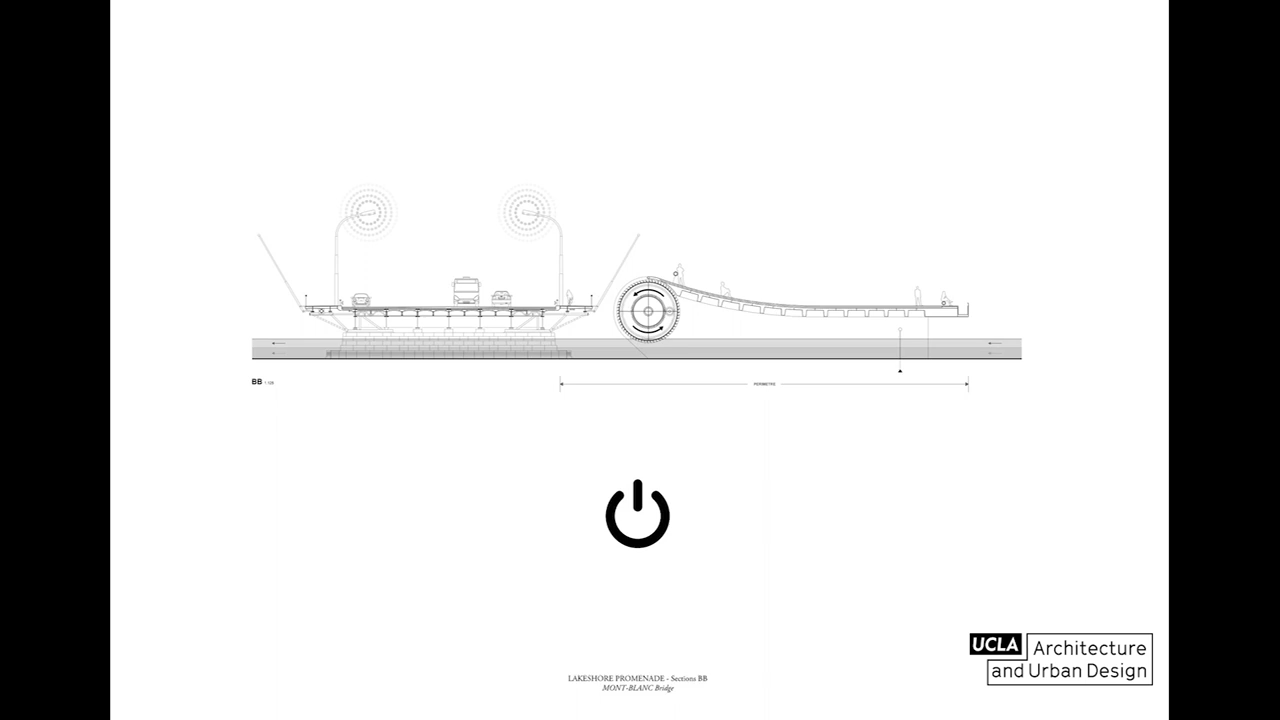 BB
PERIMETRE
UCLA Architecture
and Urban Design
LAKESHORE PROMENADE - Sections BB
MONT-BLANC Bridge